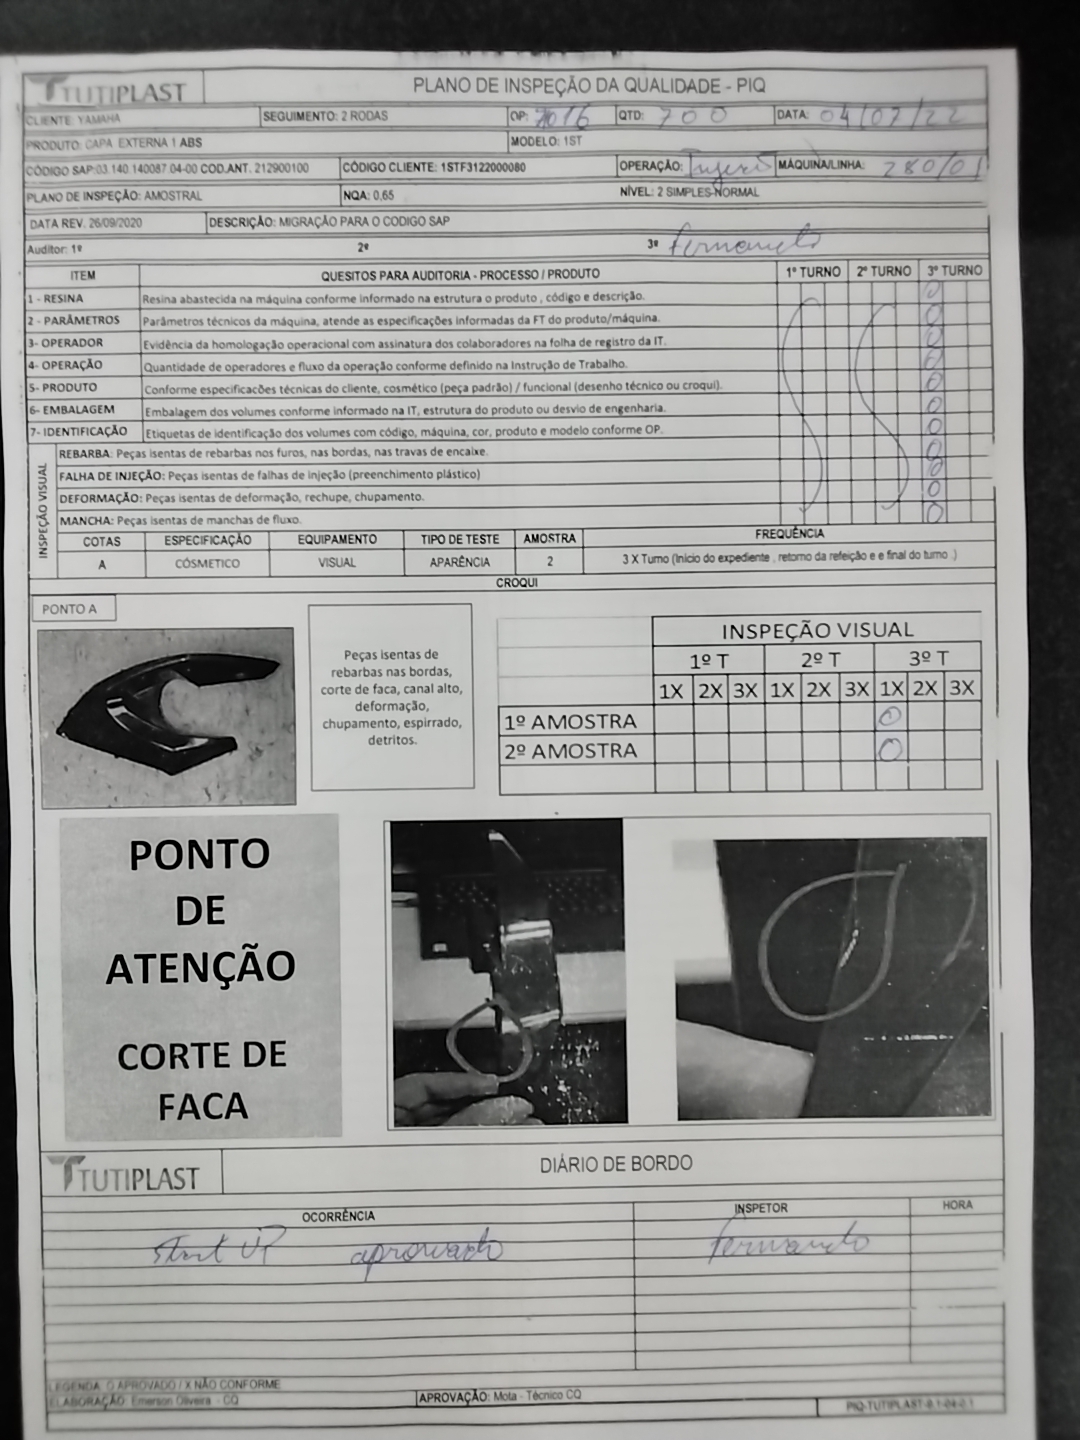 TUTIPLAST PLANO DE INSPEÇÃO DA QUALIDADE - PIQ
CLIENTE: YAMAHA SEGUIMENTO: 2 RODAS OP: 7016 QTD: 700 DATA: 04/07/22
PRODUTO: CAPA EXTERNA 1 ABS MODELO: 1ST
CÓDIGO SAP:03.140.140087.04-00 COD.ANT. 212900100 CÓDIGO CLIENTE: 1STF3122000080 OPERAÇÃO: MÁQUINA/LINHA: 280/01
PLANO DE INSPEÇÃO: AMOSTRAL NQA: 0,65 NÍVEL: 2 SIMPLES-NORMAL
DATA REV. 26/09/2020 DESCRIÇÃO: MIGRAÇÃO PARA O CODIGO SAP
Auditor: 1º 2º 3º Fernando
ITEM QUESITOS PARA AUDITORIA - PROCESSO / PRODUTO 1º TURNO 2º TURNO 3º TURNO
1 - RESINA Resina abastecida na máquina conforme informado na estrutura o produto , código e descrição. O
2 - PARÂMETROS Parâmetros técnicos da máquina, atende as especificações informadas da FT do produto/máquina. O
3- OPERADOR Evidência da homologação operacional com assinatura dos colaboradores na folha de registro da IT. O
4- OPERAÇÃO Quantidade de operadores e fluxo da operação conforme definido na Instrução de Trabalho. O
5- PRODUTO Conforme especificacões técnicas do cliente, cosmético (peça padrão) / funcional (desenho técnico ou croqui). O
6- EMBALAGEM Embalagem dos volumes conforme informado na IT, estrutura do produto ou desvio de engenharia. O
7- IDENTIFICAÇÃO Etiquetas de identificação dos volumes com código, máquina, cor, produto e modelo conforme OP. O
INSPEÇÃO VISUAL
REBARBA: Peças isentas de rebarbas nos furos, nas bordas, nas travas de encaixe. O
FALHA DE INJEÇÃO: Peças isentas de falhas de injeção (preenchimento plástico) O
DEFORMAÇÃO: Peças isentas de deformação, rechupe, chupamento. O
MANCHA: Peças isentas de manchas de fluxo. O
COTAS ESPECIFICAÇÃO EQUIPAMENTO TIPO DE TESTE AMOSTRA FREQUÊNCIA
A CÓSMETICO VISUAL APARÊNCIA 2 3 X Turno (Inicio do expediente , retorno da refeição e e final do turno .)
CROQUI
PONTO A
Peças isentas de
rebarbas nas bordas,
corte de faca, canal alto,
deformação,
chupamento, espirrado,
detritos.
INSPEÇÃO VISUAL
1º T 2º T 3º T
1X 2X 3X 1X 2X 3X 1X 2X 3X
1º AMOSTRA O
2º AMOSTRA O
PONTO
DE
ATENÇÃO
CORTE DE
FACA
TUTIPLAST DIÁRIO DE BORDO
OCORRÊNCIA INSPETOR HORA
Start UP aprovado Fernando
LEGENDA: O APROVADO / X NÃO CONFORME
ELABORAÇÃO: Emerson Oliveira - CQ APROVAÇÃO: Mota - Técnico CQ
PIQ-TUTIPLAST-8.1-04-0.1